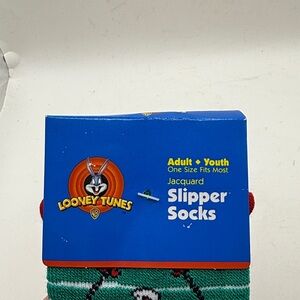 LOONEY TUNES
Adult • Youth
One Size Fits Most
Jacquard
Slipper
Socks